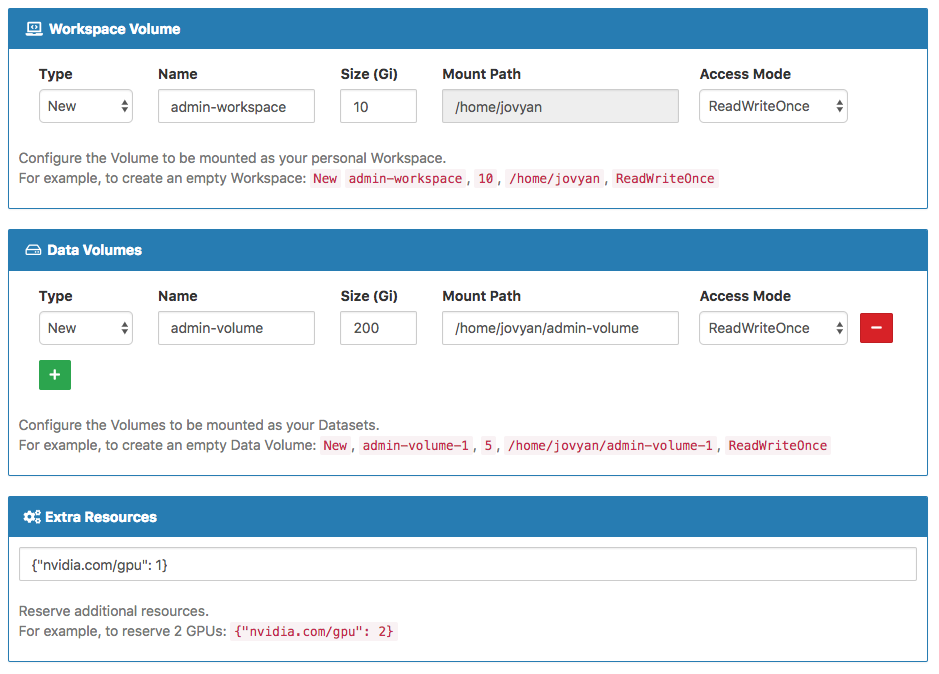 Workspace Volume
Type Name Size (Gi) Mount Path Access Mode
New admin-workspace 10 /home/jovyan ReadWriteOnce
Configure the Volume to be mounted as your personal Workspace.
For example, to create an empty Workspace: New admin-workspace, 10, /home/jovyan, ReadWriteOnce
Data Volumes
Type Name Size (Gi) Mount Path Access Mode
New admin-volume 200 /home/jovyan/admin-volume ReadWriteOnce −
+
Configure the Volumes to be mounted as your Datasets.
For example, to create an empty Data Volume: New, admin-volume-1, 5, /home/jovyan/admin-volume-1, ReadWriteOnce
Extra Resources
{"nvidia.com/gpu": 1}
Reserve additional resources.
For example, to reserve 2 GPUs: {"nvidia.com/gpu": 2}